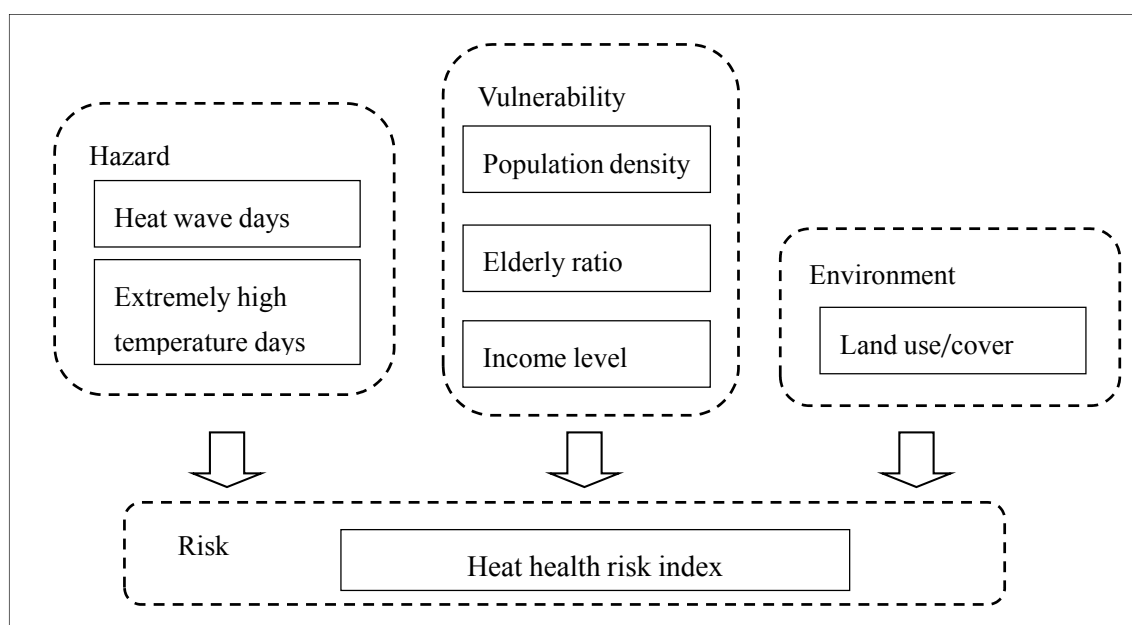 Hazard
Heat wave days
Extremely high
temperature days
Vulnerability
Population density
Elderly ratio
Income level
Environment
Land use/cover
Risk
Heat health risk index